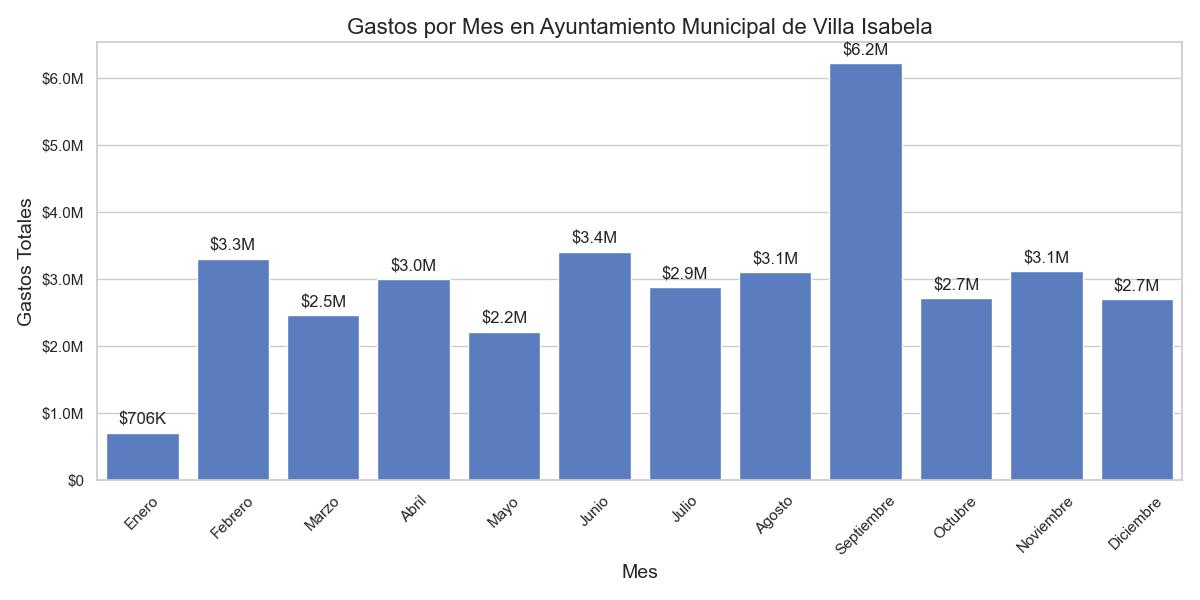 Gastos por Mes en Ayuntamiento Municipal de Villa Isabela
Gastos Totales
$6.0M
$5.0M
$4.0M
$3.0M
$2.0M
$1.0M
$0
$706K
$3.3M
$2.5M
$3.0M
$2.2M
$3.4M
$2.9M
$3.1M
$6.2M
$2.7M
$3.1M
$2.7M
Enero
Febrero
Marzo
Abril
Mayo
Junio
Julio
Agosto
Septiembre
Octubre
Noviembre
Diciembre
Mes